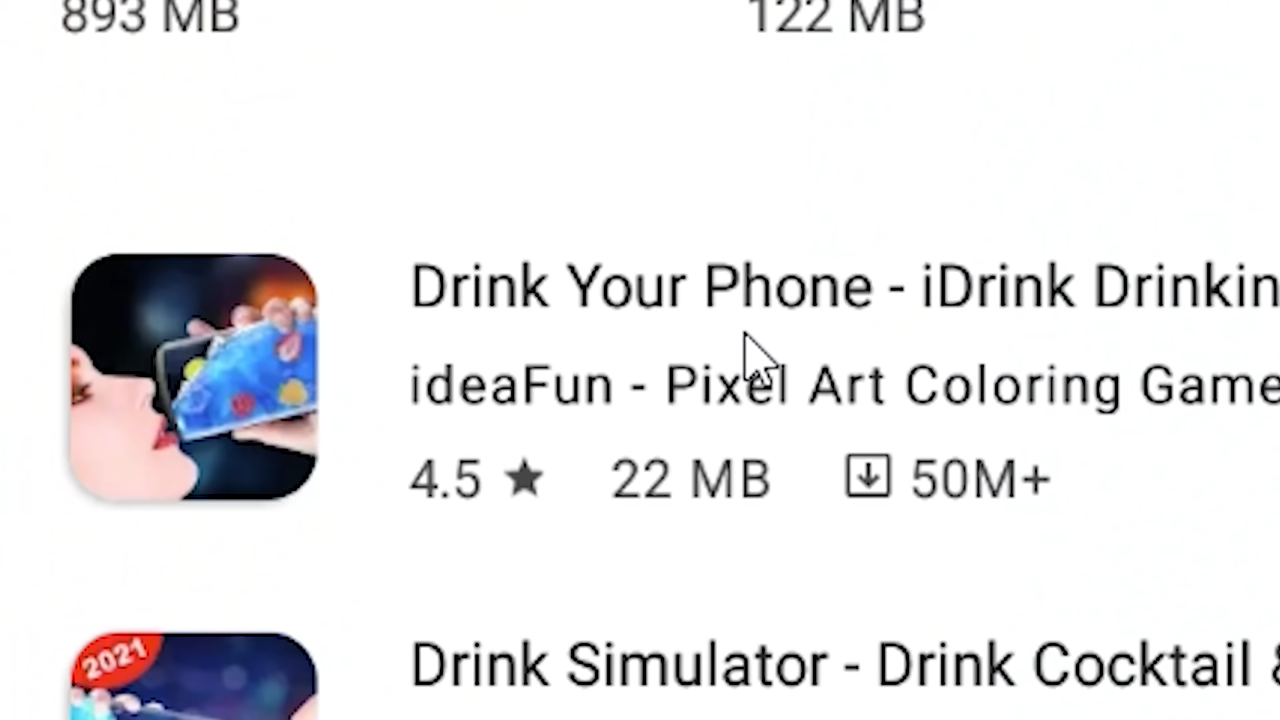 893 MB
122 MB
Drink Your Phone - iDrink Drinkin
ideaFun - Pixel Art Coloring Game
4.5 ★ 22 MB 50M+
2021
Drink Simulator - Drink Cocktail